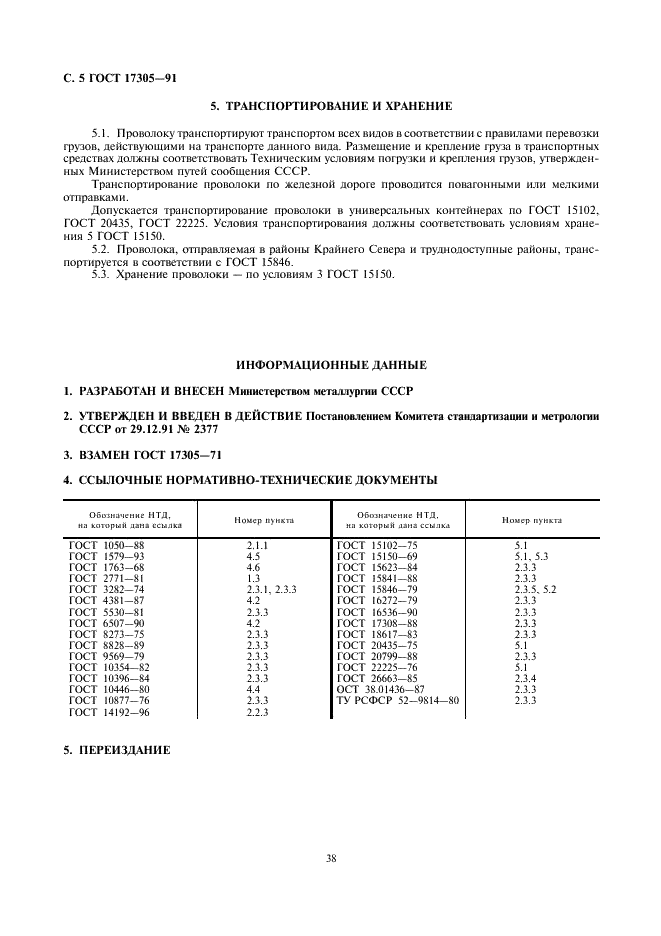 С. 5 ГОСТ 17305—91
5. ТРАНСПОРТИРОВАНИЕ И ХРАНЕНИЕ
5.1. Проволоку транспортируют транспортом всех видов в соответствии с правилами перевозки
грузов, действующими на транспорте данного вида. Размещение и крепление груза в транспортных
средствах должны соответствовать Техническим условиям погрузки и крепления грузов, утвержден-
ных Министерством путей сообщения СССР.
Транспортирование проволоки по железной дороге проводится повагонными или мелкими
отправками.
Допускается транспортирование проволоки в универсальных контейнерах по ГОСТ 15102,
ГОСТ 20435, ГОСТ 22225. Условия транспортирования должны соответствовать условиям хране-
ния 5 ГОСТ 15150.
5.2. Проволока, отправляемая в районы Крайнего Севера и труднодоступные районы, транс-
портируется в соответствии с ГОСТ 15846.
5.3. Хранение проволоки — по условиям 3 ГОСТ 15150.
ИНФОРМАЦИОННЫЕ ДАННЫЕ
1. РАЗРАБОТАН И ВНЕСЕН Министерством металлургии СССР
2. УТВЕРЖДЕН И ВВЕДЕН В ДЕЙСТВИЕ Постановлением Комитета стандартизации и метрологии
СССР от 29.12.91 № 2377
3. ВЗАМЕН ГОСТ 17305—71
4. ССЫЛОЧНЫЕ НОРМАТИВНО-ТЕХНИЧЕСКИЕ ДОКУМЕНТЫ
Обозначение НТД, на который дана ссылка Номер пункта Обозначение НТД, на который дана ссылка Номер пункта
ГОСТ 1050—88 2.1.1 ГОСТ 15102—75 5.1
ГОСТ 1579—93 4.5 ГОСТ 15150—69 5.1, 5.3
ГОСТ 1763—68 4.6 ГОСТ 15623—84 2.3.3
ГОСТ 2771—81 1.3 ГОСТ 15841—88 2.3.3
ГОСТ 3282—74 2.3.1, 2.3.3 ГОСТ 15846—79 2.3.5, 5.2
ГОСТ 4381—87 4.2 ГОСТ 16272—79 2.3.3
ГОСТ 5530—81 2.3.3 ГОСТ 16536—90 2.3.3
ГОСТ 6507—90 4.2 ГОСТ 17308—88 2.3.3
ГОСТ 8273—75 2.3.3 ГОСТ 18617—83 2.3.3
ГОСТ 8828—89 2.3.3 ГОСТ 20435—75 5.1
ГОСТ 9569—79 2.3.3 ГОСТ 20799—88 2.3.3
ГОСТ 10354—82 2.3.3 ГОСТ 22225—76 5.1
ГОСТ 10396—84 2.3.3 ГОСТ 26663—85 2.3.4
ГОСТ 10446—80 4.4 ОСТ 38.01436—87 2.3.3
ГОСТ 10877—76 2.3.3 ТУ РСФСР 52—9814—80 2.3.3
ГОСТ 14192—96 2.2.3
5. ПЕРЕИЗДАНИЕ
38